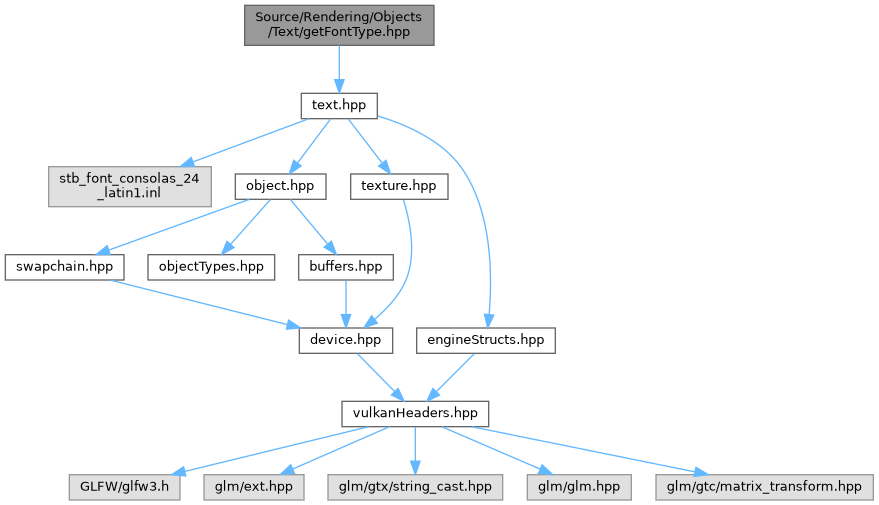 Source/Rendering/Objects
/Text/getFontType.hpp
text.hpp
stb_font_consolas_24
_latin1.inl
object.hpp
texture.hpp
swapchain.hpp
objectTypes.hpp
buffers.hpp
device.hpp
engineStructs.hpp
vulkanHeaders.hpp
GLFW/glfw3.h
glm/ext.hpp
glm/gtx/string_cast.hpp
glm/glm.hpp
glm/gtc/matrix_transform.hpp